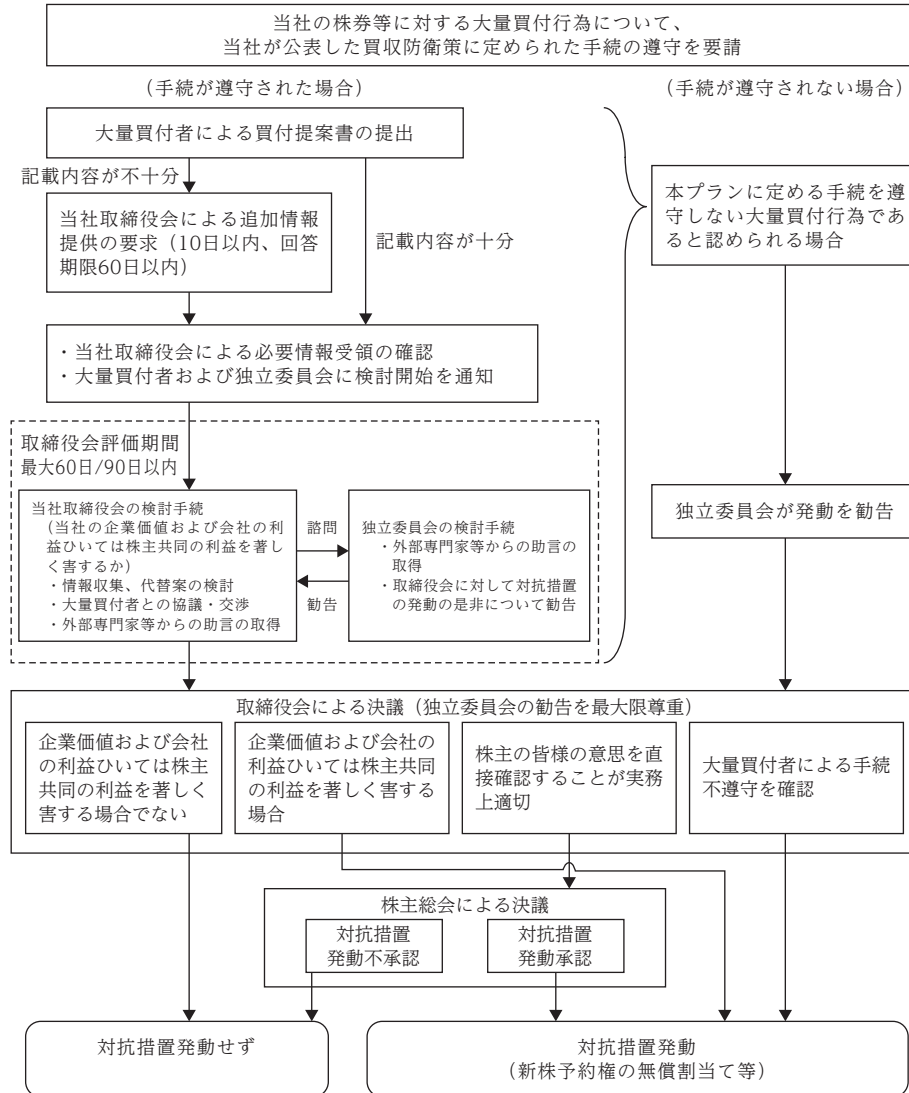 当社の株券等に対する大量買付行為について、
当社が公表した買収防衛策に定められた手続の遵守を要請
(手続が遵守された場合)
(手続が遵守されない場合)
大量買付者による買付提案書の提出
記載内容が不十分
当社取締役会による追加情報
提供の要求（10日以内、回答
期限60日以内）
記載内容が十分
本プランに定める手続を遵
守しない大量買付行為であ
ると認められる場合
・当社取締役会による必要情報受領の確認
・大量買付者および独立委員会に検討開始を通知
取締役会評価期間
最大60日/90日以内
当社取締役会の検討手続
(当社の企業価値および会社の利
益ひいては株主共同の利益を著し
く害するか)
・情報収集、代替案の検討
・大量買付者との協議・交渉
・外部専門家等からの助言の取得
諮問
勧告
独立委員会の検討手続
・外部専門家等からの助言の
取得
・取締役会に対して対抗措置
の発動の是非について勧告
独立委員会が発動を勧告
取締役会による決議（独立委員会の勧告を最大限尊重）
企業価値および会社
の利益ひいては株主
共同の利益を著しく
害する場合でない
企業価値および会社の
利益ひいては株主共同
の利益を著しく害する
場合
株主の皆様の意思を直
接確認することが実務
上適切
大量買付者による手続
不遵守を確認
株主総会による決議
対抗措置
発動不承認
対抗措置
発動承認
対抗措置発動せず
対抗措置発動
（新株予約権の無償割当て等）